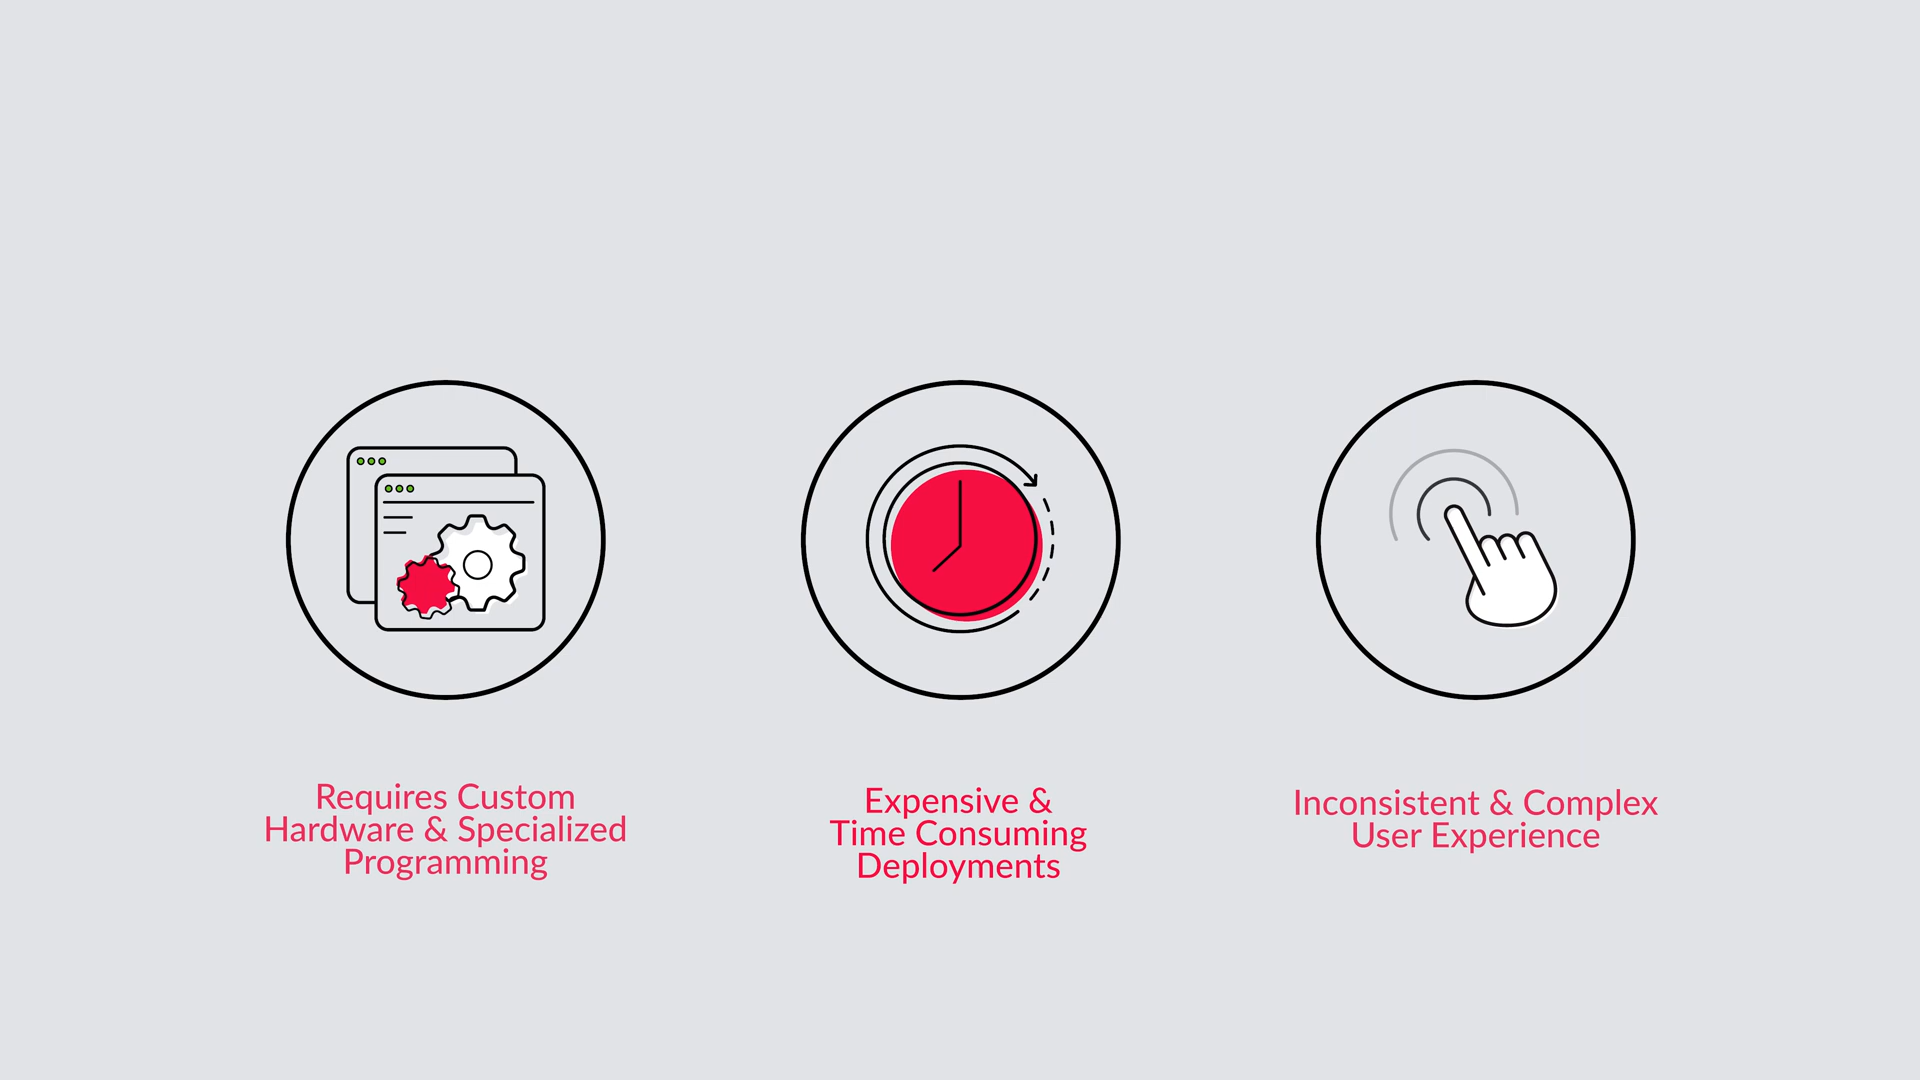 Requires Custom
Hardware & Specialized
Programming
Expensive &
Time Consuming
Deployments
Inconsistent & Complex
User Experience